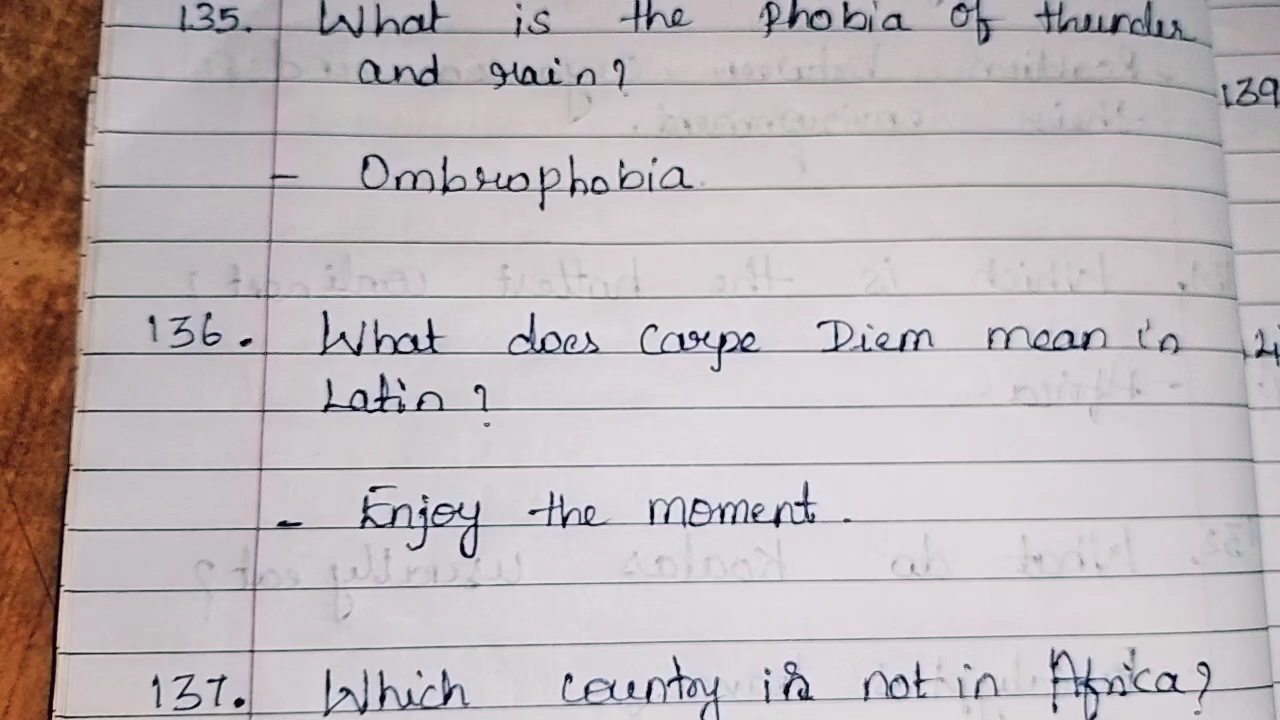 135. What is the phobia of thunder
and rain?
139
- Ombrophobia.
136. What does Carpe Diem mean in
Latin?
- Enjoy the moment.
137. Which country is not in Africa?